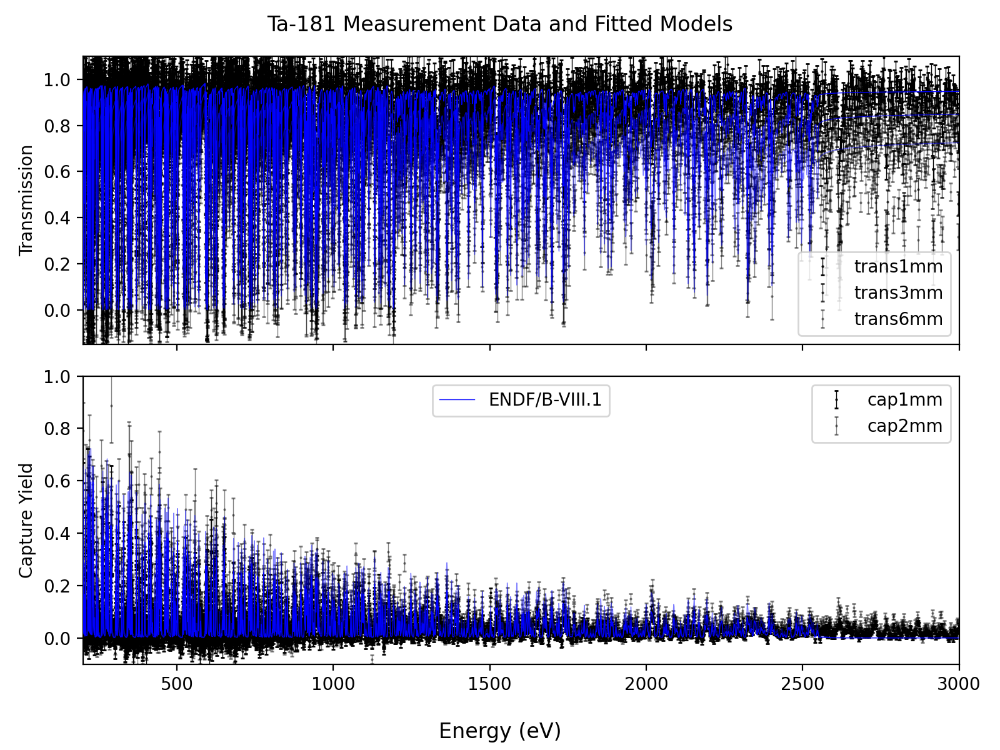 Ta-181 Measurement Data and Fitted Models
1.0
0.8
0.6
0.4
0.2
0.0
Transmission
trans1mm
trans3mm
trans6mm
1.0
0.8
0.6
0.4
0.2
0.0
Capture Yield
ENDF/B-VIII.1
cap1mm
cap2mm
500
1000
1500
2000
2500
3000
Energy (eV)